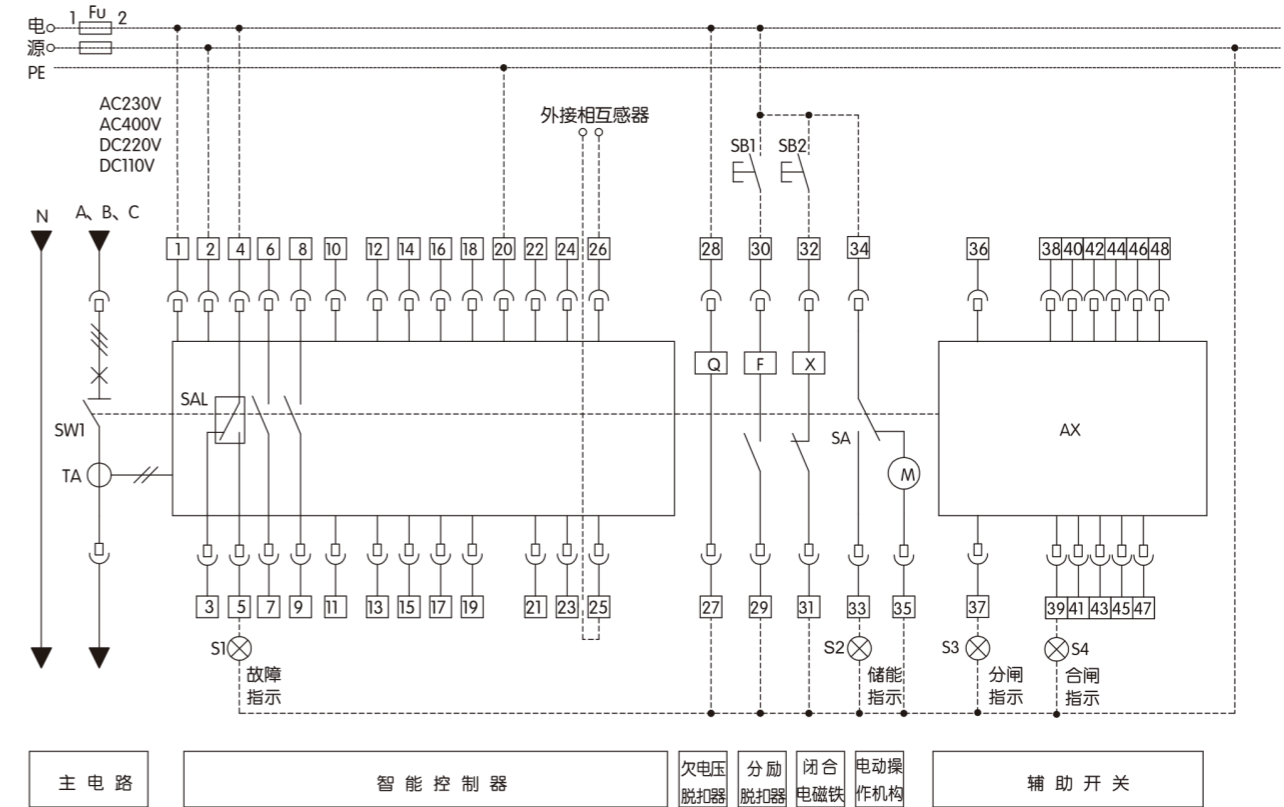 1 Fu 2
电
源
PE
AC230V
AC400V
DC220V
DC110V
外接相互感器
SB1 SB2
N A、B、C
1 2 4 6 8 10 12 14 16 18 20 22 24 26 28 30 32 34 36 38 40 42 44 46 48
Q F X
SAL
SW1 SA AX
TA M
3 5 7 9 11 13 15 17 19 21 23 25 27 29 31 33 35 37 39 41 43 45 47
S1 S2 S3 S4
故障 储能 分闸 合闸
指示 指示 指示 指示
主电路
智能控制器
欠电压
脱扣器
分励
脱扣器
闭合
电磁铁
电动操
作机构
辅助开关